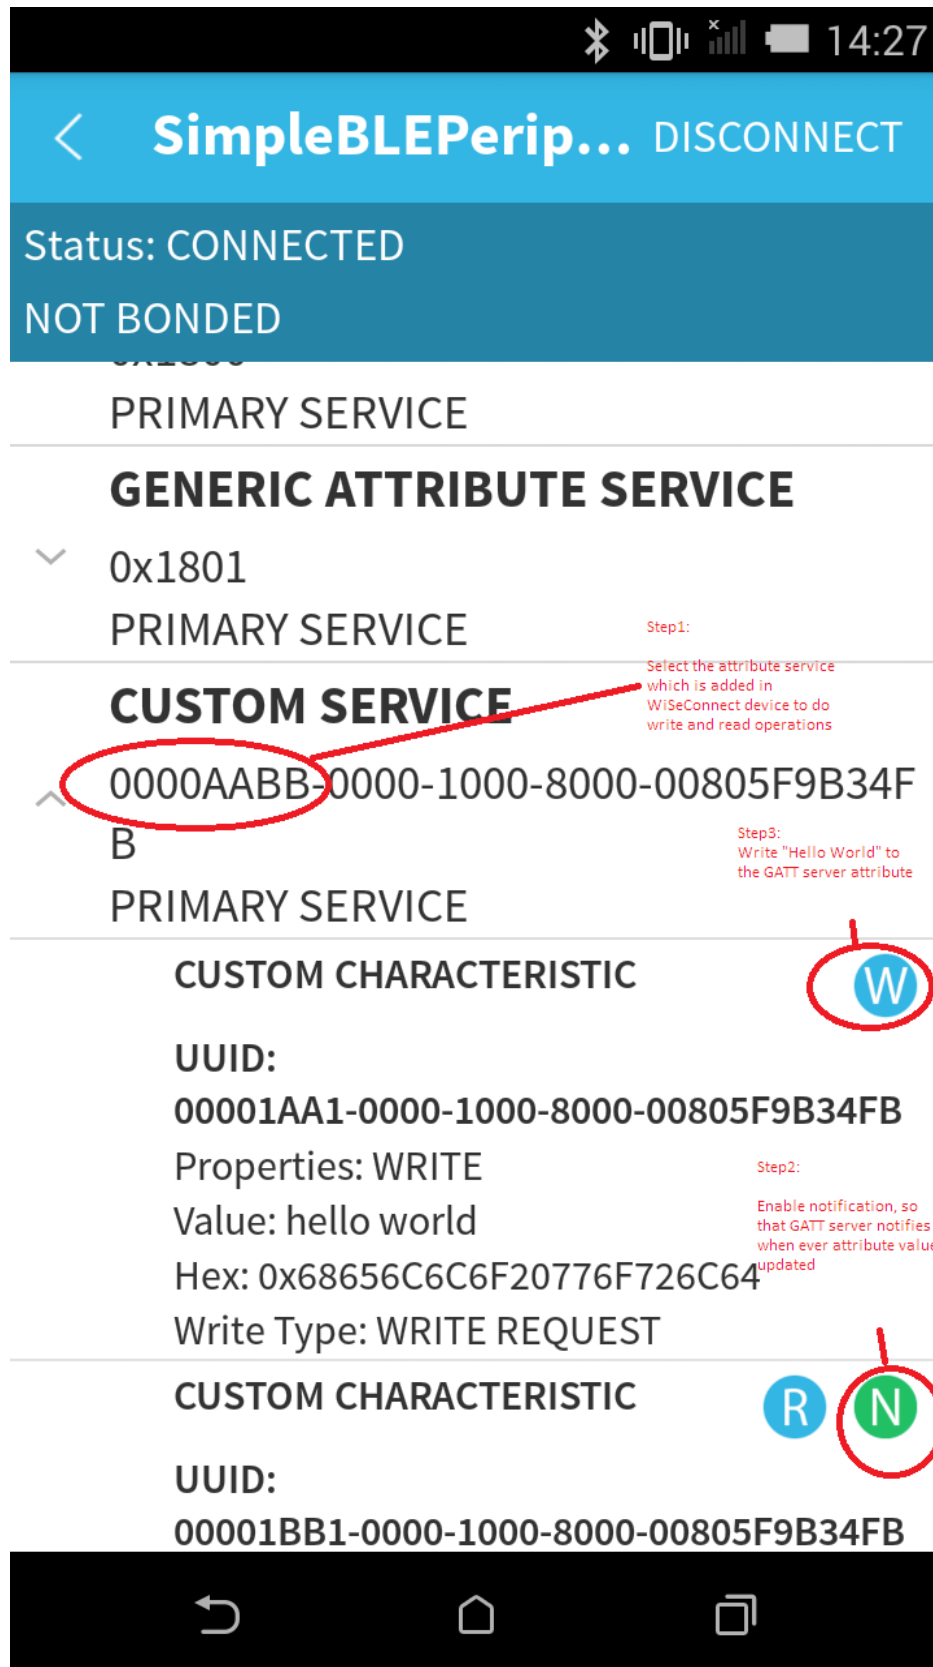 14:27
SimpleBLEPerip... DISCONNECT
Status: CONNECTED
NOT BONDED
PRIMARY SERVICE
GENERIC ATTRIBUTE SERVICE
0x1801
PRIMARY SERVICE
Step1:
Select the attribute service
which is added in
WiSeConnect device to do
write and read operations
CUSTOM SERVICE
0000AABB-0000-1000-8000-00805F9B34F
B
PRIMARY SERVICE
Step3:
Write "Hello World" to
the GATT server attribute
CUSTOM CHARACTERISTIC
W
UUID:
00001AA1-0000-1000-8000-00805F9B34FB
Properties: WRITE
Value: hello world
Hex: 0x68656C6C6F20776F726C64
Write Type: WRITE REQUEST
Step2:
Enable notification, so
that GATT server notifies
when ever attribute value
updated
CUSTOM CHARACTERISTIC
R N
UUID:
00001BB1-0000-1000-8000-00805F9B34FB